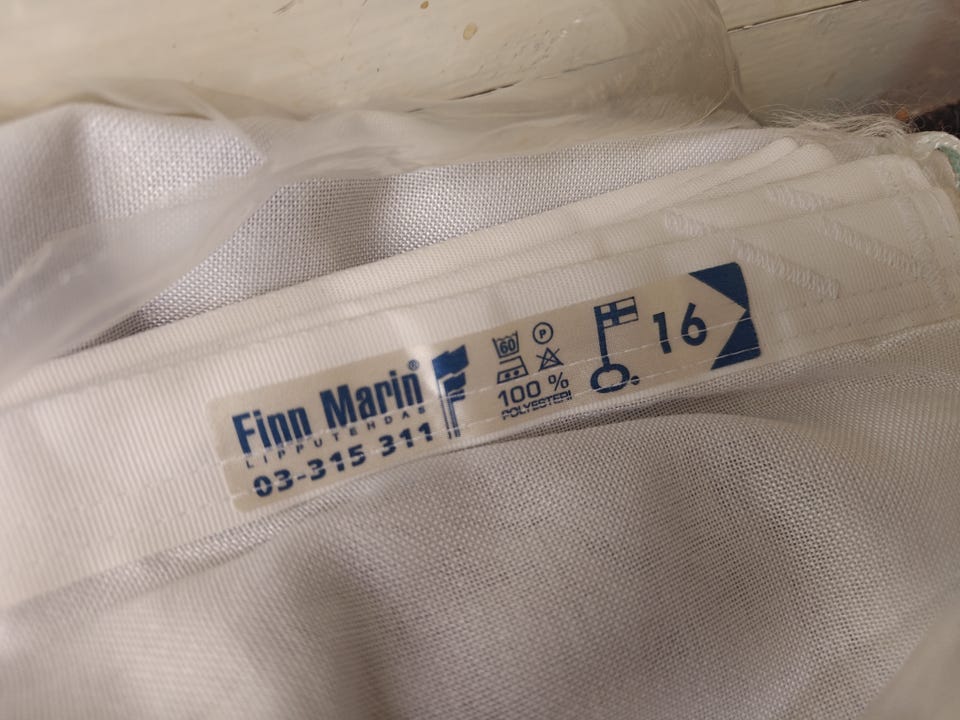 Finn Marin®
LIPPUTEHDAS
03-315 311
60
P
100 %
POLYESTERI
16